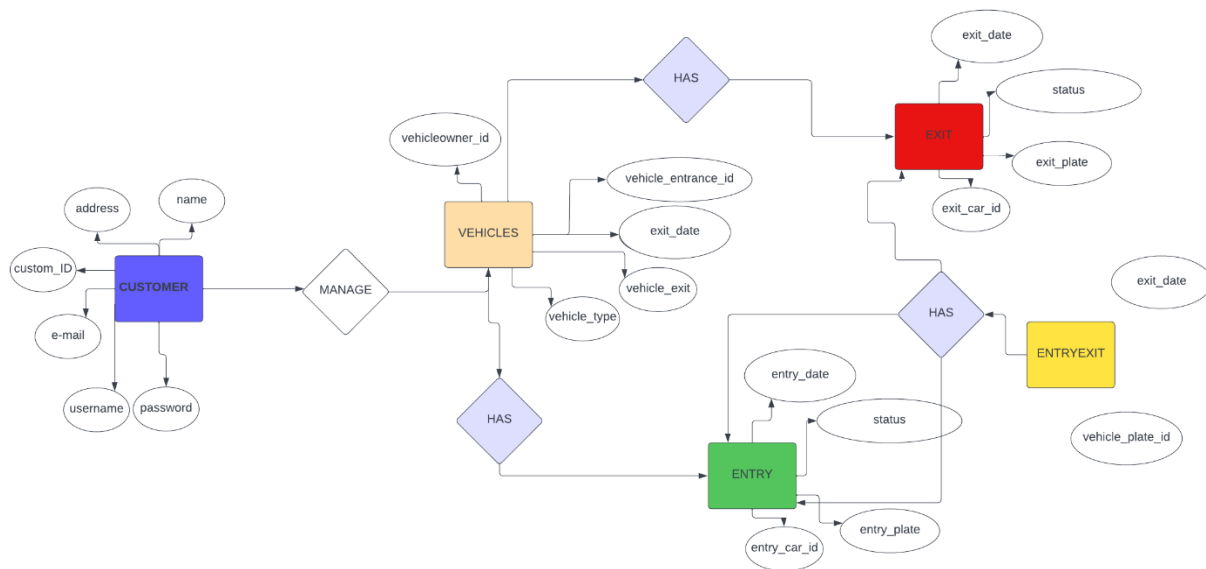 exit_date
HAS
status
vehicleowner_id
EXIT
exit_plate
vehicle_entrance_id
name
address
exit_car_id
VEHICLES
exit_date
custom_ID
exit_date
CUSTOMER
MANAGE
vehicle_exit
HAS
vehicle_type
e-mail
ENTRYEXIT
entry_date
username
password
HAS
status
vehicle_plate_id
ENTRY
entry_plate
entry_car_id